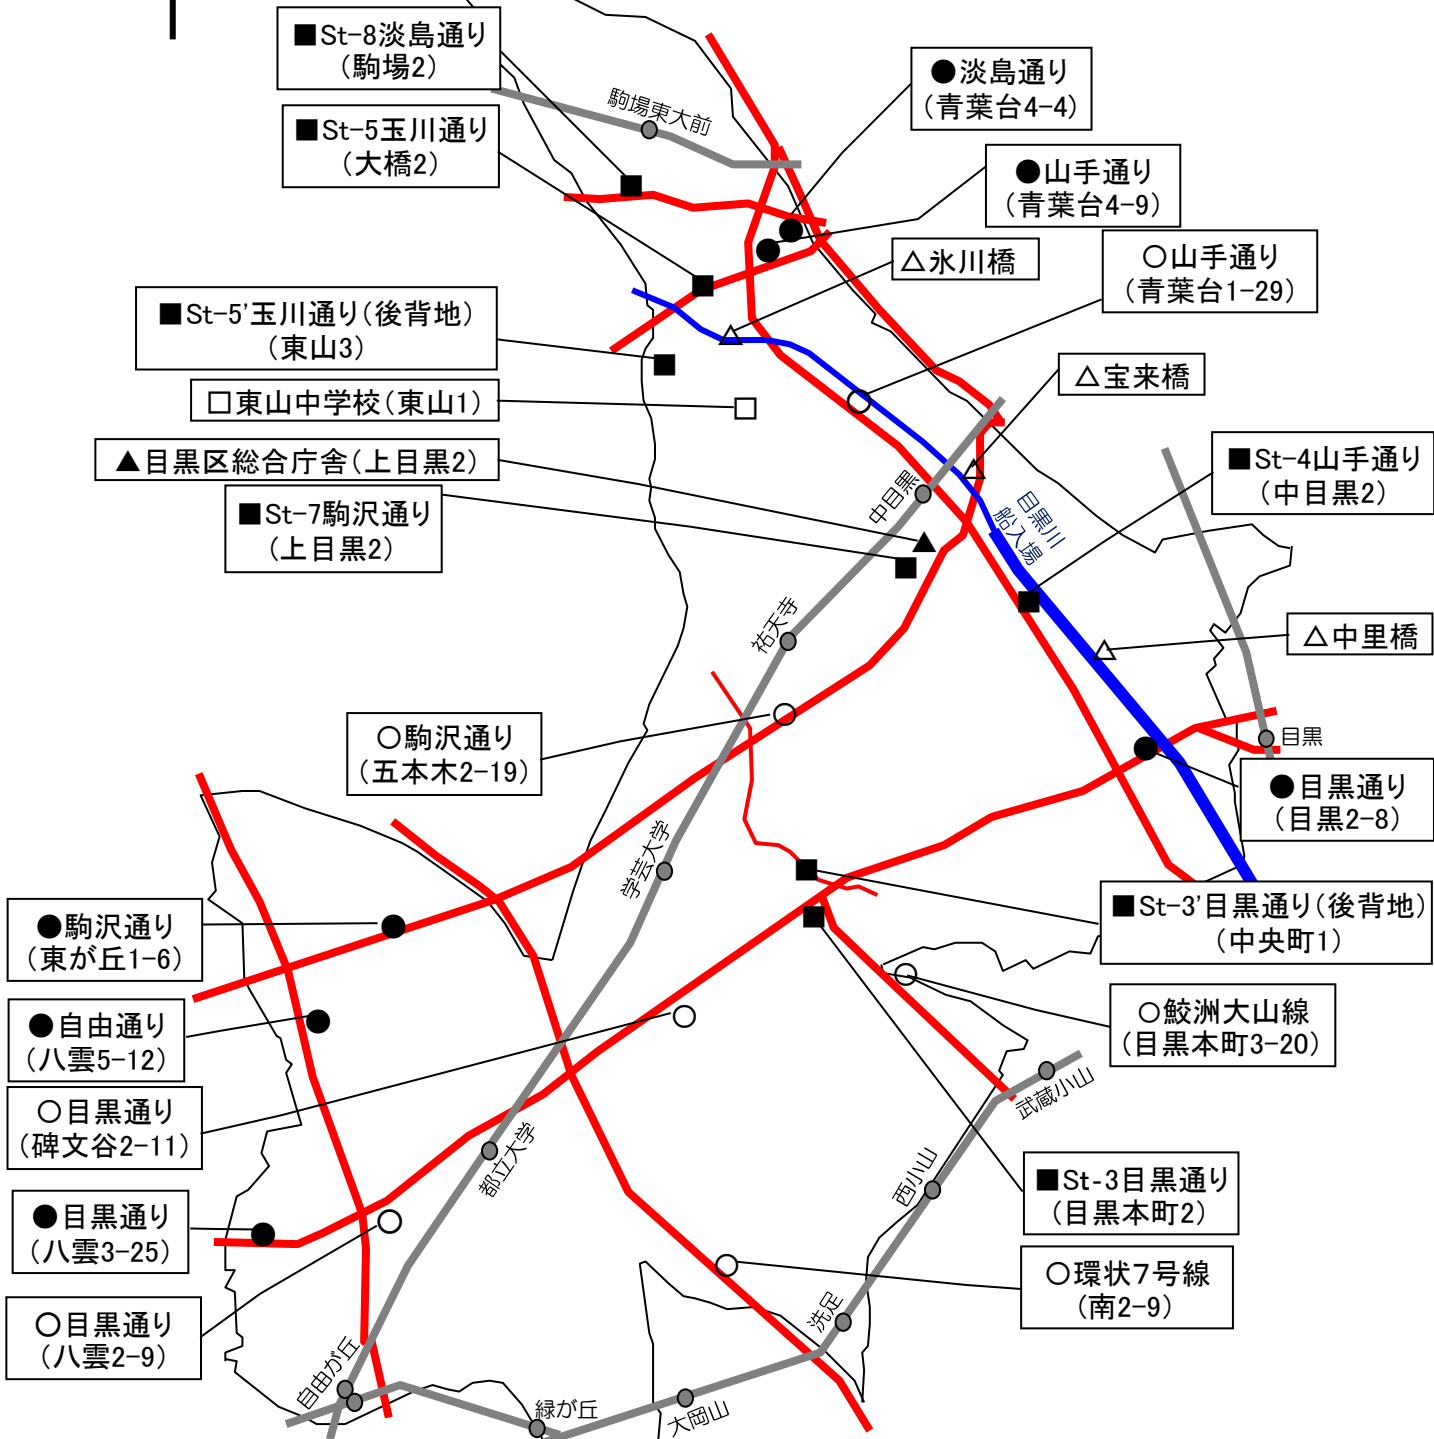 ■St-8淡島通り
(駒場2)
●淡島通り
(青葉台4-4)
駒場東大前
■St-5玉川通り
(大橋2)
●山手通り
(青葉台4-9)
△氷川橋
○山手通り
(青葉台1-29)
■St-5'玉川通り(後背地)
(東山3)
△宝来橋
□東山中学校(東山1)
▲目黒区総合庁舎(上目黒2)
■St-4山手通り
(中目黒2)
■St-7駒沢通り
(上目黒2)
中目黒
目黒川
船入場
祐天寺
△中里橋
○駒沢通り
(五本木2-19)
目黒
●目黒通り
(目黒2-8)
学芸大学
■St-3'目黒通り(後背地)
(中央町1)
●駒沢通り
(東が丘1-6)
●自由通り
(八雲5-12)
○鮫洲大山線
(目黒本町3-20)
武蔵小山
○目黒通り
(碑文谷2-11)
都立大学
西小山
■St-3目黒通り
(目黒本町2)
●目黒通り
(八雲3-25)
○環状7号線
(南2-9)
洗足
○目黒通り
(八雲2-9)
自由が丘
緑が丘
大岡山